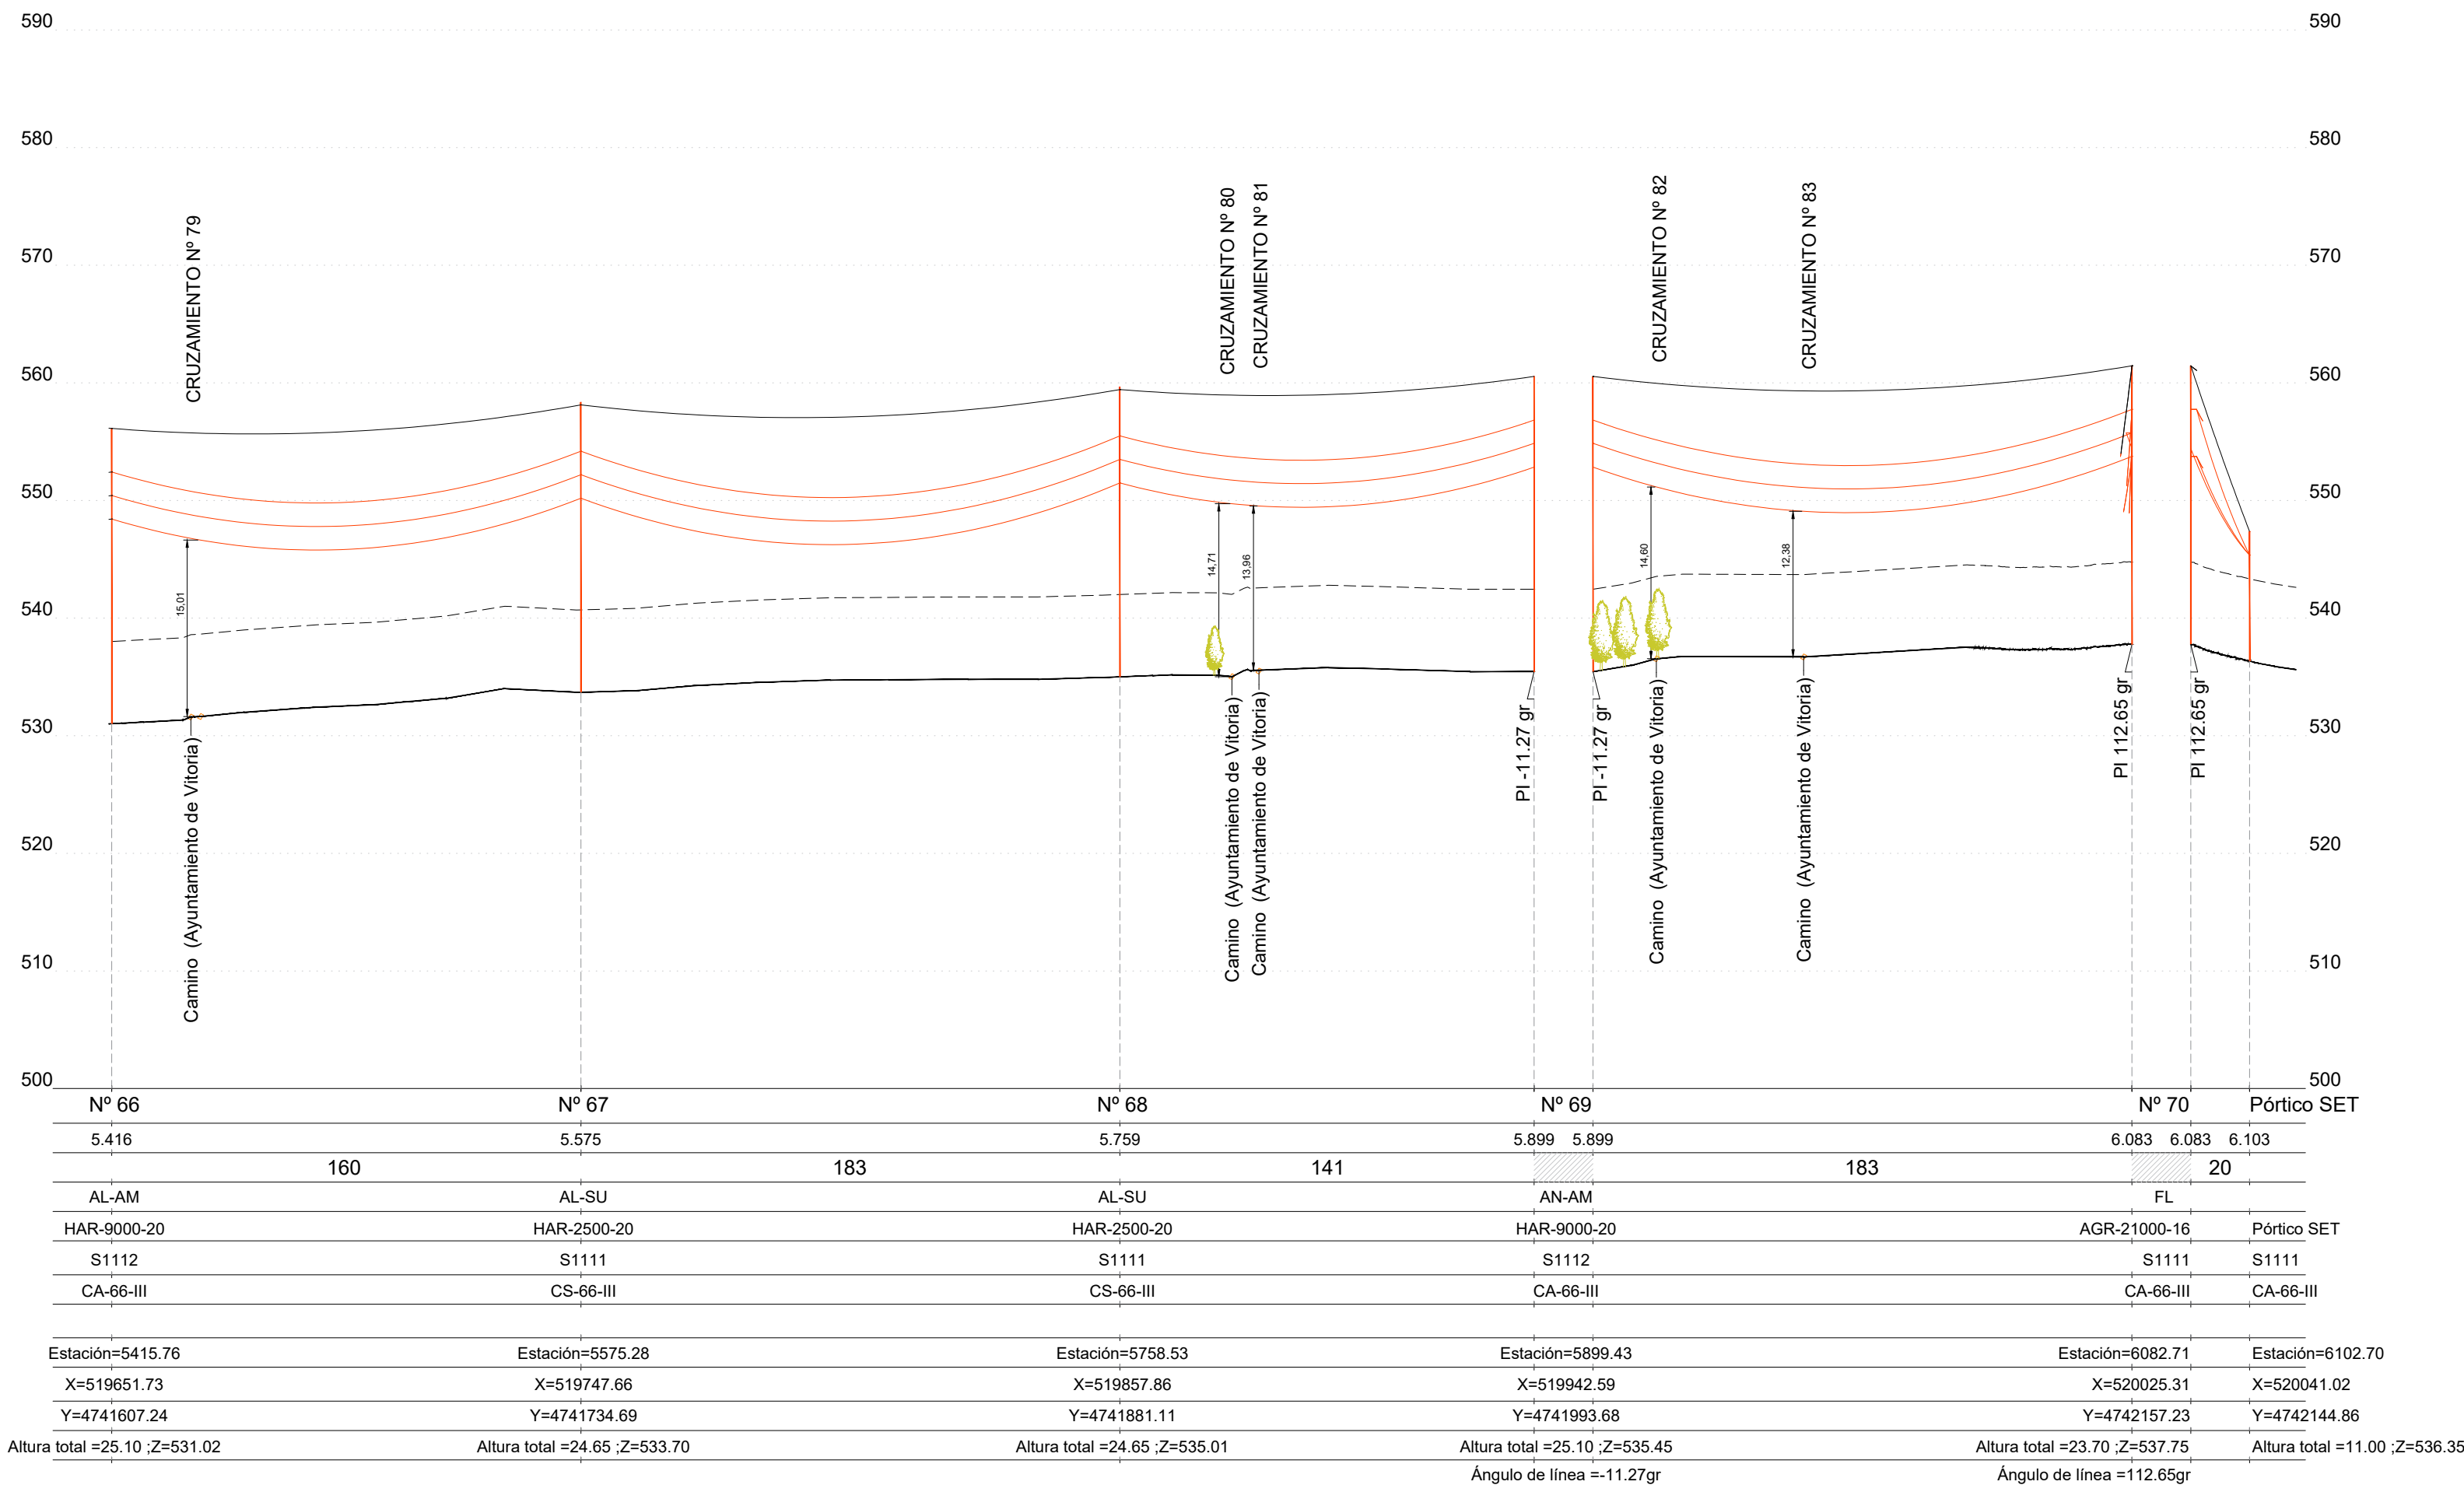 590 590
580 580
570 570
560 560
550 550
540 540
530 530
520 520
510 510
500 500
CRUZAMIENTO Nº 79
CRUZAMIENTO Nº 80
CRUZAMIENTO Nº 81
CRUZAMIENTO Nº 82
CRUZAMIENTO Nº 83
15,01
14,71
13,96
14,60
12,38
Camino (Ayuntamiento de Vitoria)
Camino (Ayuntamiento de Vitoria)
Camino (Ayuntamiento de Vitoria)
PI -11.27 gr
PI -11.27 gr
Camino (Ayuntamiento de Vitoria)
Camino (Ayuntamiento de Vitoria)
PI 112.65 gr
PI 112.65 gr
Nº 66 Nº 67 Nº 68 Nº 69 Nº 70 Pórtico SET
5.416 5.575 5.759 5.899 5.899 6.083 6.083 6.103
160 183 141 183 20
AL-AM AL-SU AL-SU AN-AM FL
HAR-9000-20 HAR-2500-20 HAR-2500-20 HAR-9000-20 AGR-21000-16 Pórtico SET
S1112 S1111 S1111 S1112 S1111 S1111
CA-66-III CS-66-III CS-66-III CA-66-III CA-66-III CA-66-III
Estación=5415.76 Estación=5575.28 Estación=5758.53 Estación=5899.43 Estación=6082.71 Estación=6102.70
X=519651.73 X=519747.66 X=519857.86 X=519942.59 X=520025.31 X=520041.02
Y=4741607.24 Y=4741734.69 Y=4741881.11 Y=4741993.68 Y=4742157.23 Y=4742144.86
Altura total =25.10 ;Z=531.02 Altura total =24.65 ;Z=533.70 Altura total =24.65 ;Z=535.01 Altura total =25.10 ;Z=535.45 Altura total =23.70 ;Z=537.75 Altura total =11.00 ;Z=536.35
Ángulo de línea =-11.27gr Ángulo de línea =112.65gr